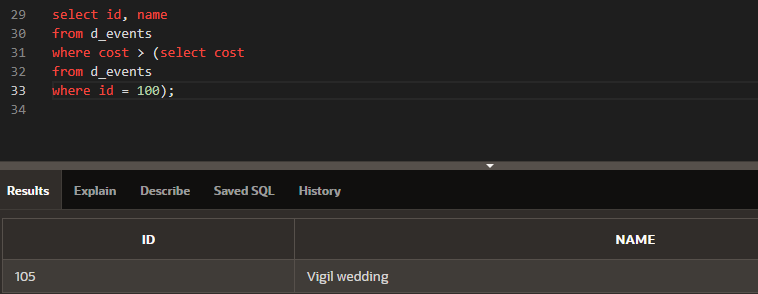 29 select id, name
30 from d_events
31 where cost > (select cost
32 from d_events
33 where id = 100);
34
Results Explain Describe Saved SQL History
ID NAME
105 Vigil wedding